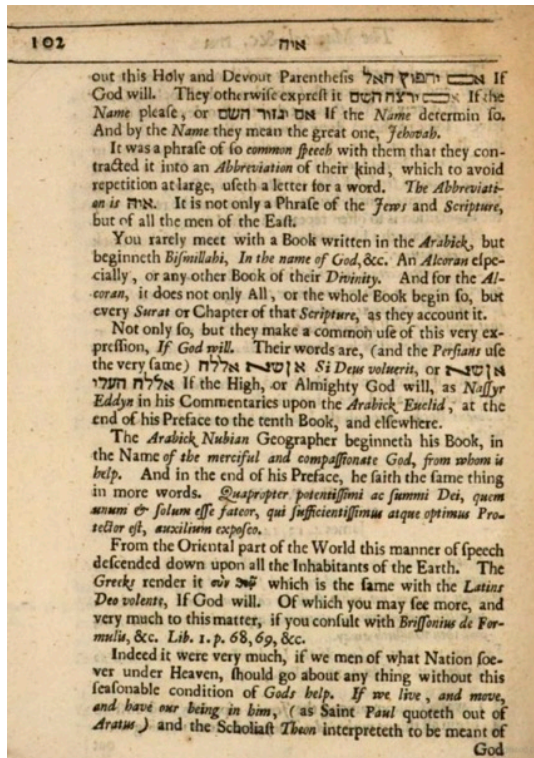 102
איה
out this Holy and Devout Parenthesis אם יחפוץ האל If
God will. They otherwiſe expreſt it אם ירצה השם If the
Name pleaſe, or אם יגזור השם If the Name determin ſo.
And by the Name they mean the great one, Jehovah.
It was a phraſe of ſo common ſpeech with them that they con-
tracted it into an Abbreviation of their kind, which to avoid
repetition at large, uſeth a letter for a word. The Abbreviati-
on is איה. It is not only a Phraſe of the Jews and Scripture,
but of all the men of the Eaſt.
You rarely meet with a Book written in the Arabick, but
beginneth Biſmillahi, In the name of God, &c. An Alcoran eſpe-
cially, or any other Book of their Divinity. And for the Al-
coran, it does not only All, or the whole Book begin ſo, but
every Surat or Chapter of that Scripture, as they account it.
Not only ſo, but they make a common uſe of this very ex-
preſſion, If God will. Their words are, (and the Perſians uſe
the very ſame) אן שא אללה Si Deus voluerit, or אן שא
אללה העלי If the High, or Almighty God will, as Naſſyr
Eddyn in his Commentaries upon the Arabick Euclid, at the
end of his Preface to the tenth Book, and elſewhere.
The Arabick Nubian Geographer beginneth his Book, in
the Name of the merciful and compaſſionate God, from whom is
help. And in the end of his Preface, he ſaith the ſame thing
in more words. Quapropter potentiſſimi ac ſummi Dei, quem
unum & ſolum eſſe fateor, qui ſufficientiſſimus atque optimus Pro-
tector eſt, auxilium expoſco.
From the Oriental part of the World this manner of ſpeech
deſcended down upon all the Inhabitants of the Earth. The
Greeks render it which is the ſame with the Latins
Deo volente, If God will. Of which you may ſee more, and
very much to this matter, if you conſult with Briſſonius de For-
mulis, &c. Lib. 1. p. 68, 69, &c.
Indeed it were very much, if we men of what Nation ſoe-
ver under Heaven, ſhould go about any thing without this
ſeaſonable condition of Gods help. If we live, and move,
and have our being in him, (as Saint Paul quoteth out of
Aratus) and the Scholiaſt Theon interpreteth to be meant of
God